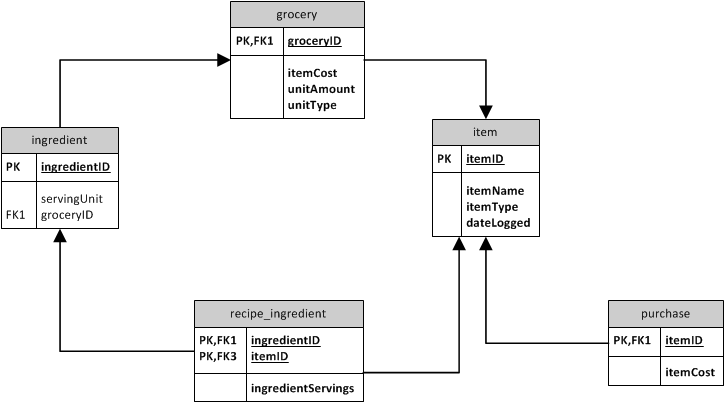 grocery
PK,FK1 groceryID
itemCost
unitAmount
unitType
ingredient
PK ingredientID
servingUnit
FK1 groceryID
item
PK itemID
itemName
itemType
dateLogged
recipe_ingredient
PK,FK1 ingredientID
PK,FK3 itemID
ingredientServings
purchase
PK,FK1 itemID
itemCost